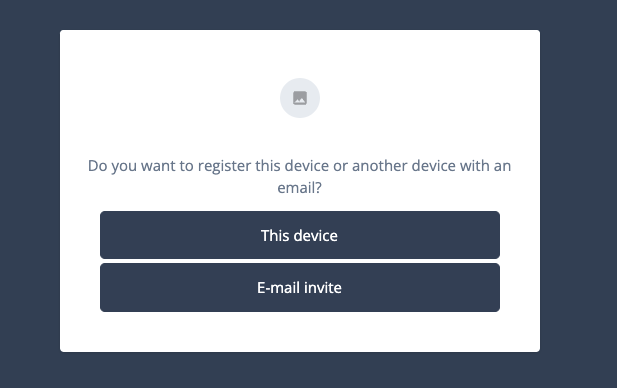 Do you want to register this device or another device with an
email?
This device
E-mail invite